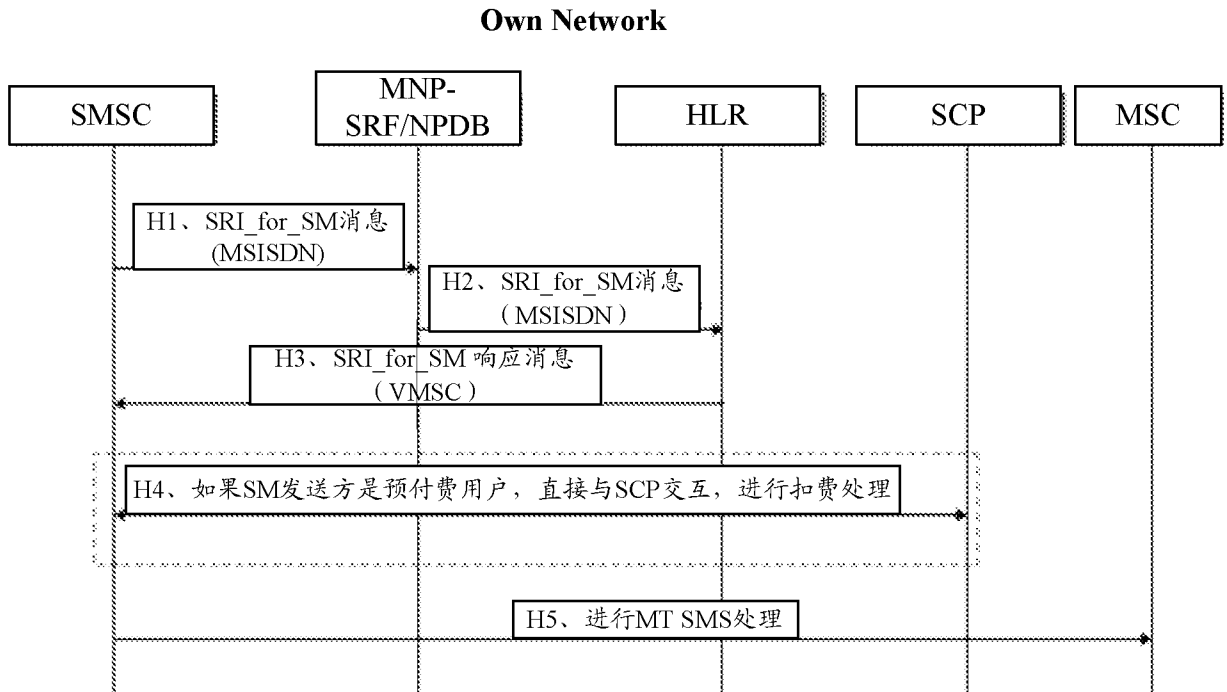 Own Network
SMSC
MNP-
SRF/NPDB
HLR
SCP
MSC
H1、SRI_for_SM消息
(MSISDN)
H2、SRI_for_SM消息
（MSISDN）
H3、SRI_for_SM 响应消息
（VMSC）
H4、如果SM发送方是预付费用户，直接与SCP交互，进行扣费处理
H5、进行MT SMS处理